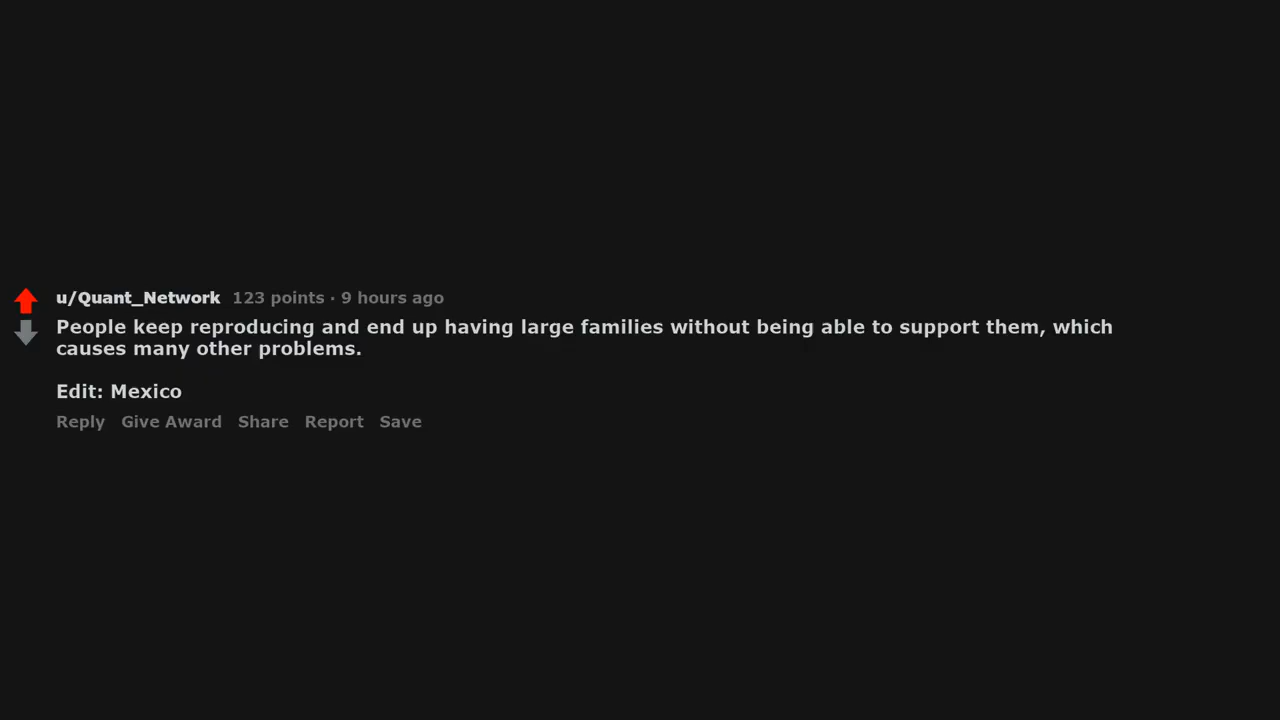 u/Quant_Network 123 points · 9 hours ago
People keep reproducing and end up having large families without being able to support them, which
causes many other problems.
Edit: Mexico
Reply Give Award Share Report Save